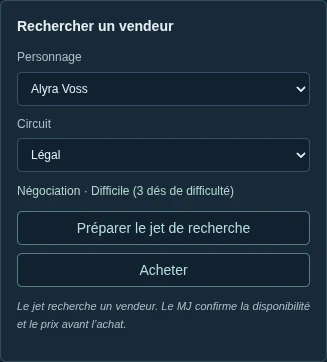 Rechercher un vendeur
Personnage
Alyra Voss
Circuit
Légal
Négociation · Difficile (3 dés de difficulté)
Préparer le jet de recherche
Acheter
Le jet recherche un vendeur. Le MJ confirme la disponibilité
et le prix avant l'achat.